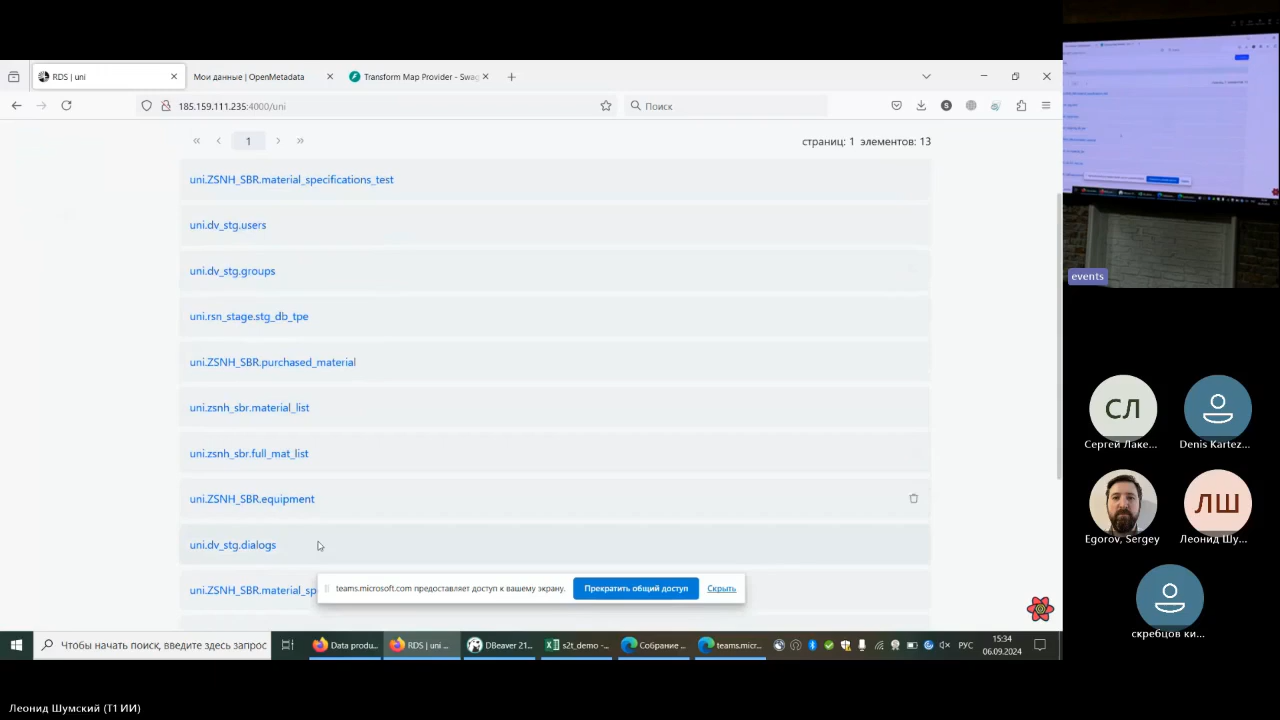 RDS | uni
Мои данные | OpenMetadata
Transform Map Provider - Swag
185.159.111.235:4000/uni
Поиск
1
страниц: 1 элементов: 13
uni.ZSNH_SBR.material_specifications_test
uni.dv_stg.users
uni.dv_stg.groups
uni.rsn_stage.stg_db_tpe
uni.ZSNH_SBR.purchased_material
uni.zsnh_sbr.material_list
uni.zsnh_sbr.full_mat_list
uni.ZSNH_SBR.equipment
uni.dv_stg.dialogs
uni.ZSNH_SBR.material_sp
teams.microsoft.com предоставляет доступ к вашему экрану.
Прекратить общий доступ
Скрыть
Чтобы начать поиск, введите здесь запрос
Data produ...
RDS | uni ...
DBeaver 21...
s2t_demo -...
Собрание ...
teams.micr...
РУС
15:34
06.09.2024
events
СЛ
Сергей Лаке...
Denis Kartez...
Egorov, Sergey
ЛШ
Леонид Шу...
скребцов ки...
Леонид Шумский (Т1 ИИ)